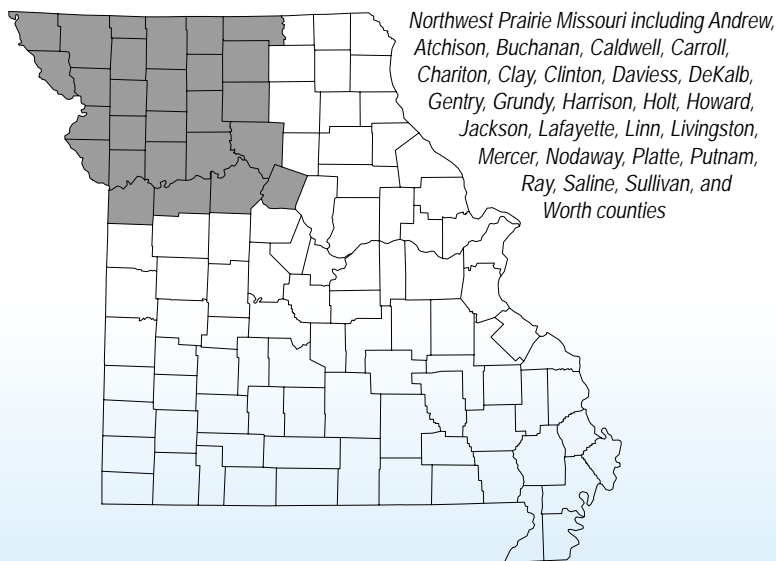 Northwest Prairie Missouri including Andrew,
Atchison, Buchanan, Caldwell, Carroll,
Chariton, Clay, Clinton, Daviess, DeKalb,
Gentry, Grundy, Harrison, Holt, Howard,
Jackson, Lafayette, Linn, Livingston,
Mercer, Nodaway, Platte, Putnam,
Ray, Saline, Sullivan, and
Worth counties